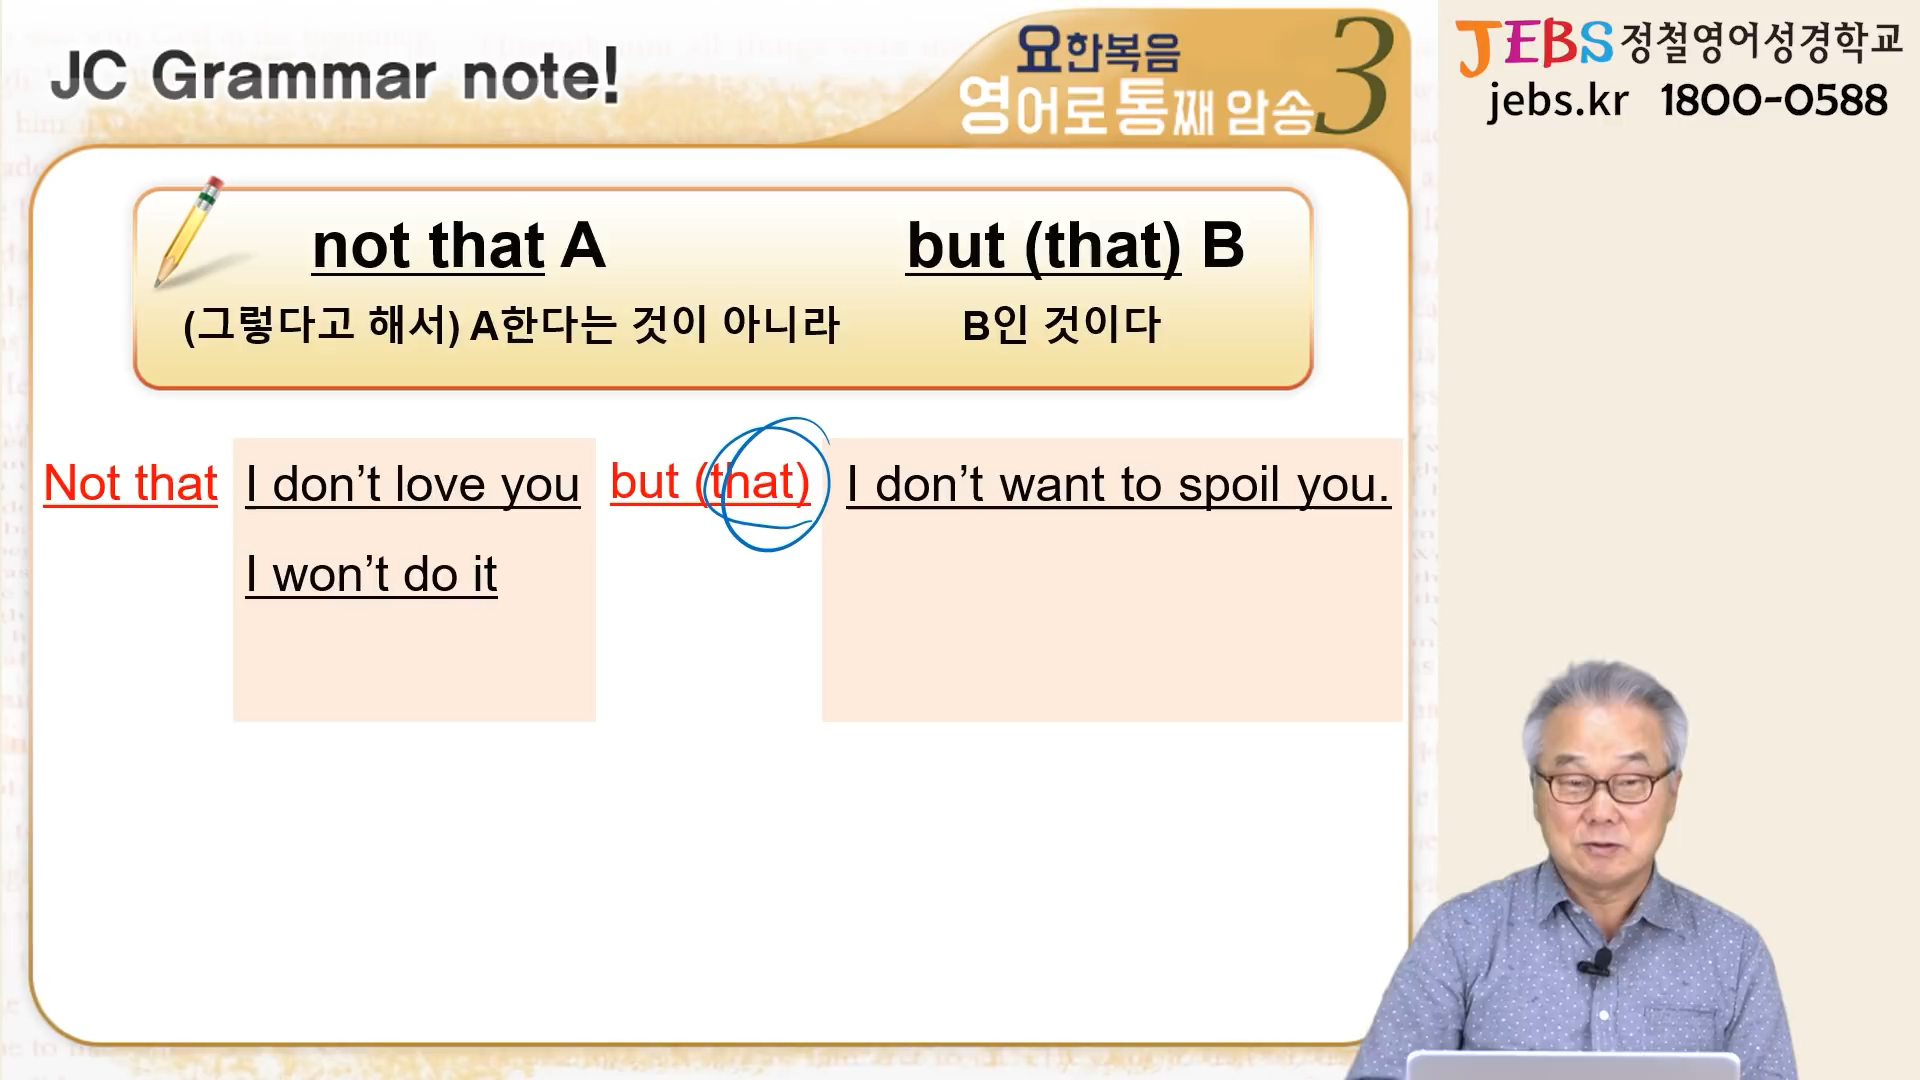 JC Grammar note!
요한복음
영어로 통째 암송 3
JEBS 정철영어성경학교
jebs.kr 1800-0588
not that A but (that) B
(그렇다고 해서) A한다는 것이 아니라 B인 것이다
Not that I don't love you but (that) I don't want to spoil you.
I won't do it